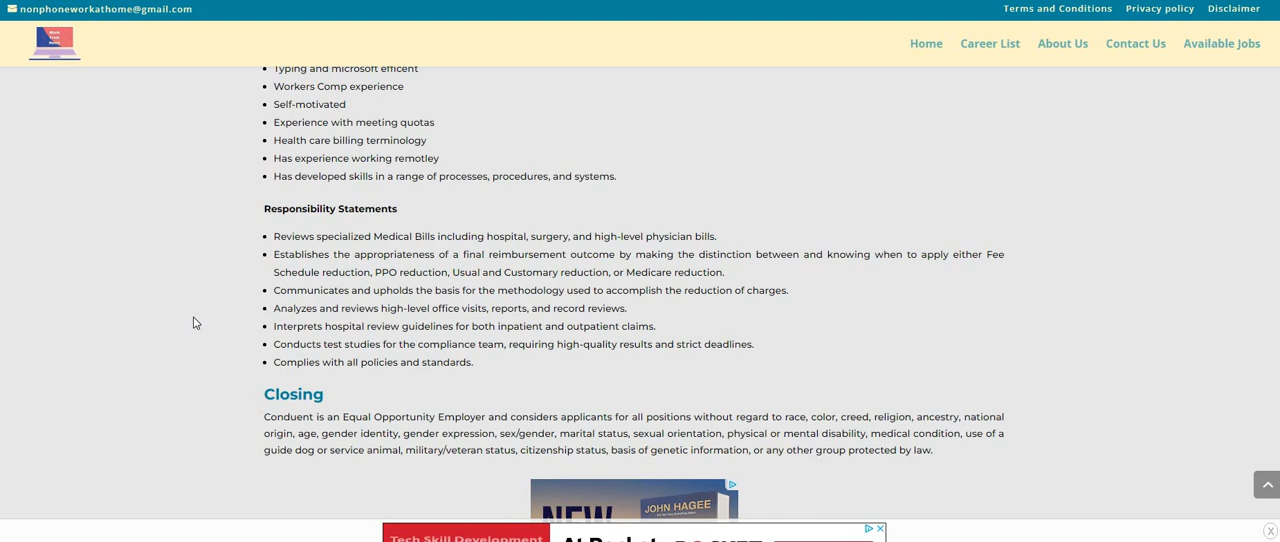 nonphoneworkathome@gmail.com
Terms and Conditions Privacy policy Disclaimer
Work
From
Home
Home Career List About Us Contact Us Available Jobs
Typing and microsoft efficent
Workers Comp experience
Self-motivated
Experience with meeting quotas
Health care billing terminology
Has experience working remotley
Has developed skills in a range of processes, procedures, and systems.
Responsibility Statements
Reviews specialized Medical Bills including hospital, surgery, and high-level physician bills.
Establishes the appropriateness of a final reimbursement outcome by making the distinction between and knowing when to apply either Fee
Schedule reduction, PPO reduction, Usual and Customary reduction, or Medicare reduction.
Communicates and upholds the basis for the methodology used to accomplish the reduction of charges.
Analyzes and reviews high-level office visits, reports, and record reviews.
Interprets hospital review guidelines for both inpatient and outpatient claims.
Conducts test studies for the compliance team, requiring high-quality results and strict deadlines.
Complies with all policies and standards.
Closing
Conduent is an Equal Opportunity Employer and considers applicants for all positions without regard to race, color, creed, religion, ancestry, national
origin, age, gender identity, gender expression, sex/gender, marital status, sexual orientation, physical or mental disability, medical condition, use of a
guide dog or service animal, military/veteran status, citizenship status, basis of genetic information, or any other group protected by law.
NEW
JOHN HAGEE
Tech Skill Development
At Rocket
X